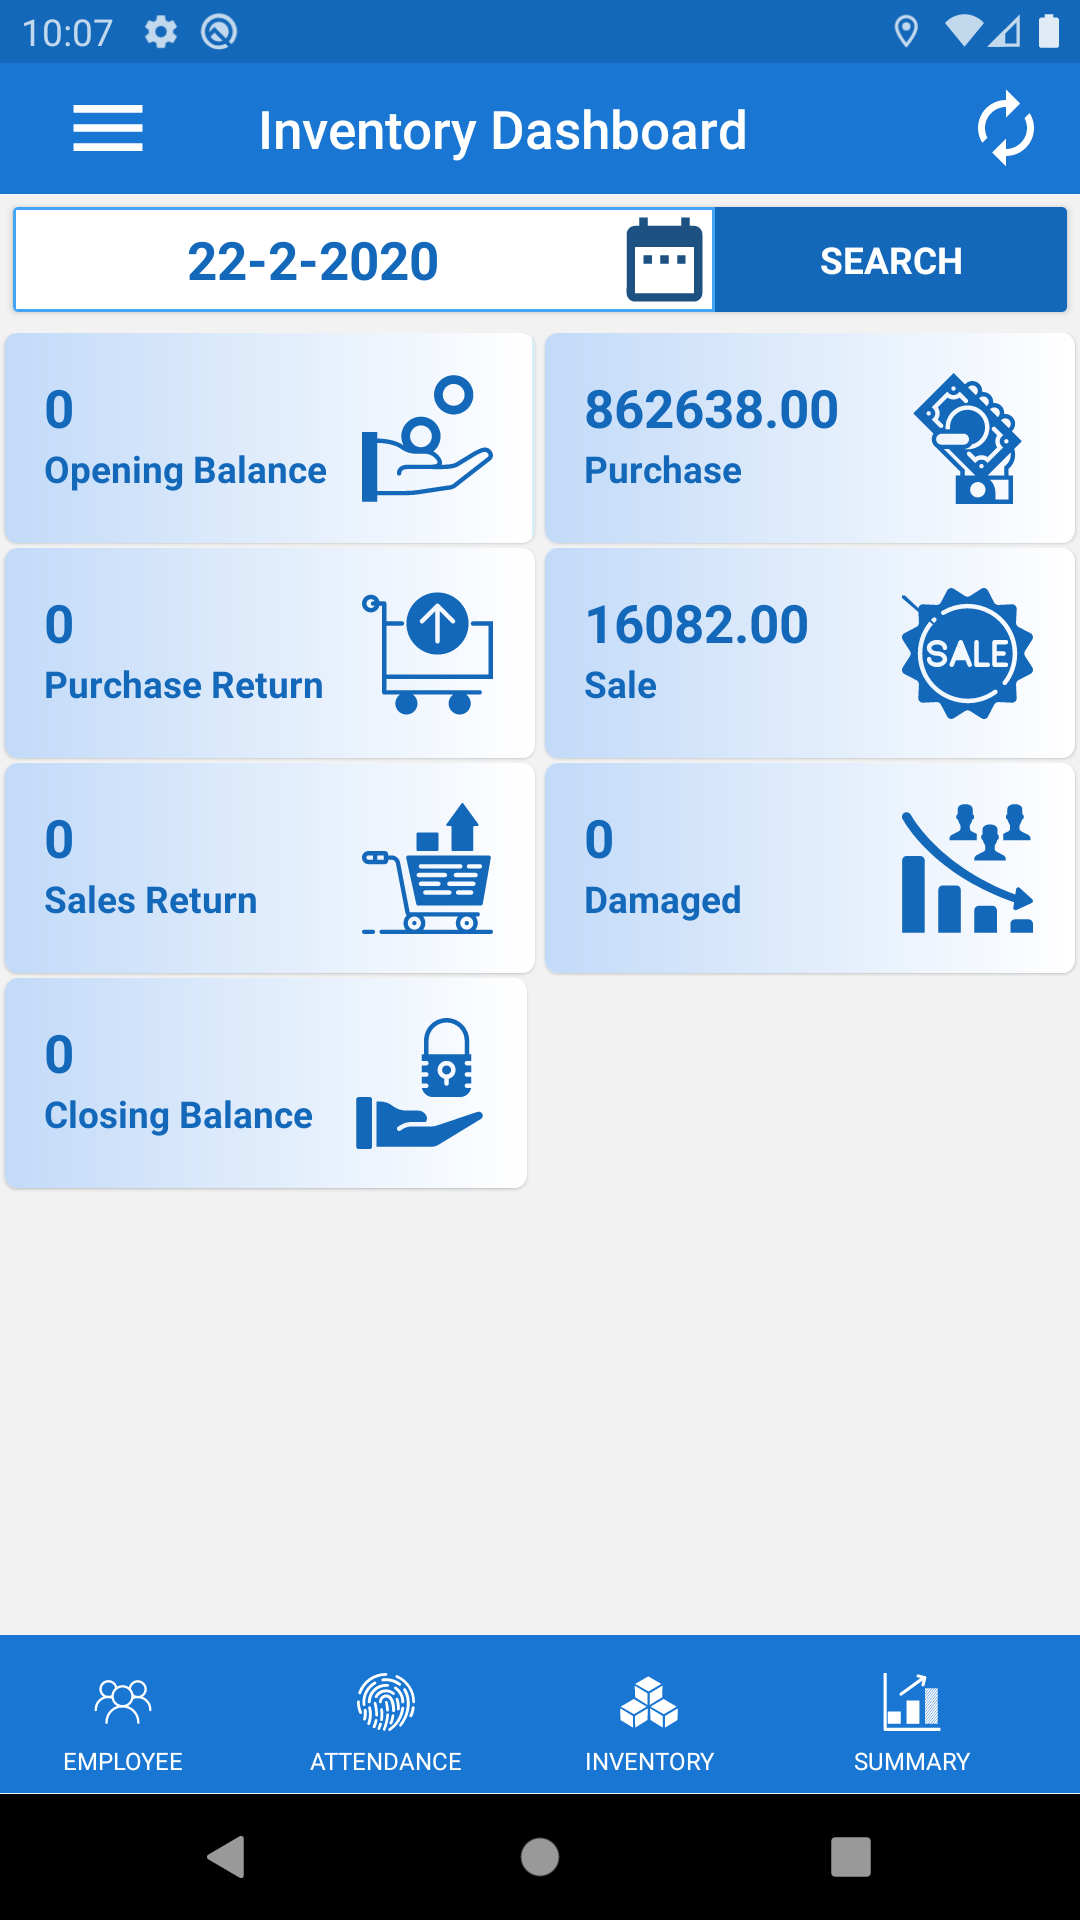 10:07
Inventory Dashboard
22-2-2020
SEARCH
0
Opening Balance
862638.00
Purchase
0
Purchase Return
16082.00
Sale
SALE
0
Sales Return
0
Damaged
0
Closing Balance
EMPLOYEE
ATTENDANCE
INVENTORY
SUMMARY